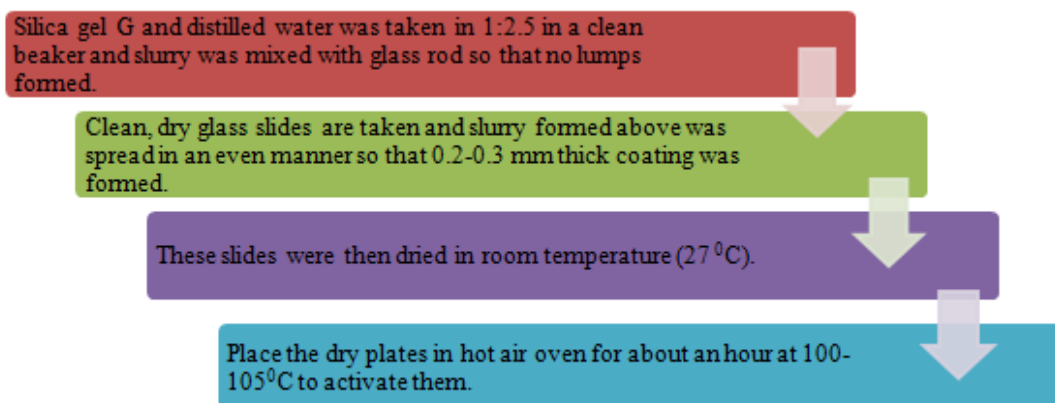 Silica gel G and distilled water was taken in 1:2.5 in a clean
beaker and slurry was mixed with glass rod so that no lumps
formed.
Clean, dry glass slides are taken and slurry formed above was
spread in an even manner so that 0.2-0.3 mm thick coating was
formed.
These slides were then dried in room temperature (27 ⁰C).
Place the dry plates in hot air oven for about an hour at 100-
105⁰C to activate them.